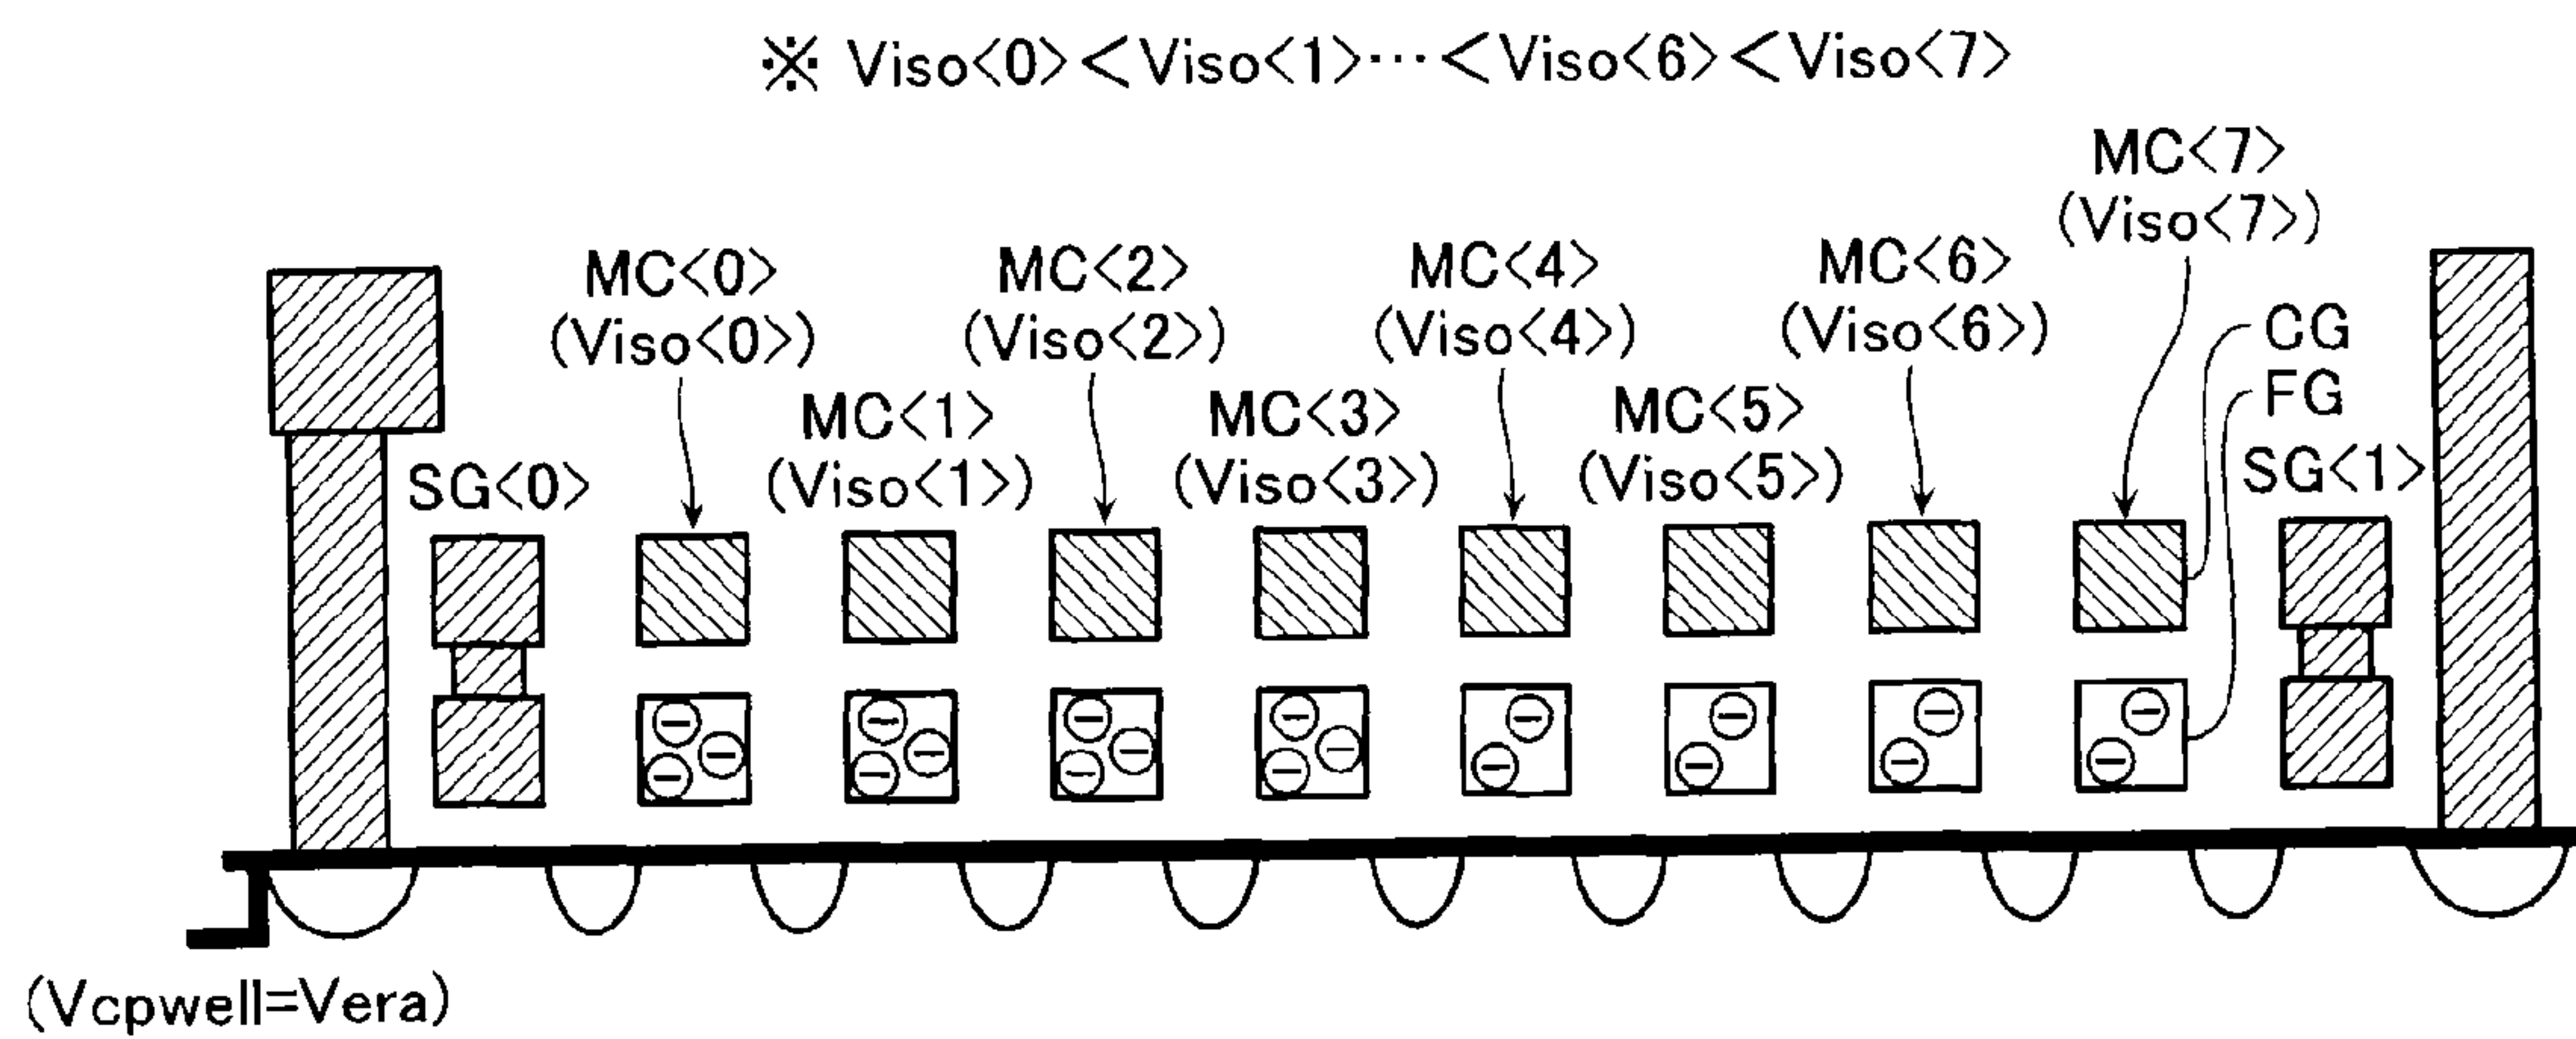 ※ Viso<0><Viso<1>···<Viso<6><Viso<7>
MC<7>
(Viso<7>)
MC<0>
(Viso<0>)
MC<2>
(Viso<2>)
MC<4>
(Viso<4>)
MC<6>
(Viso<6>)
CG
FG
MC<1>
(Viso<1>)
MC<3>
(Viso<3>)
MC<5>
(Viso<5>)
SG<0>
SG<1>
(Vcpwell=Vera)